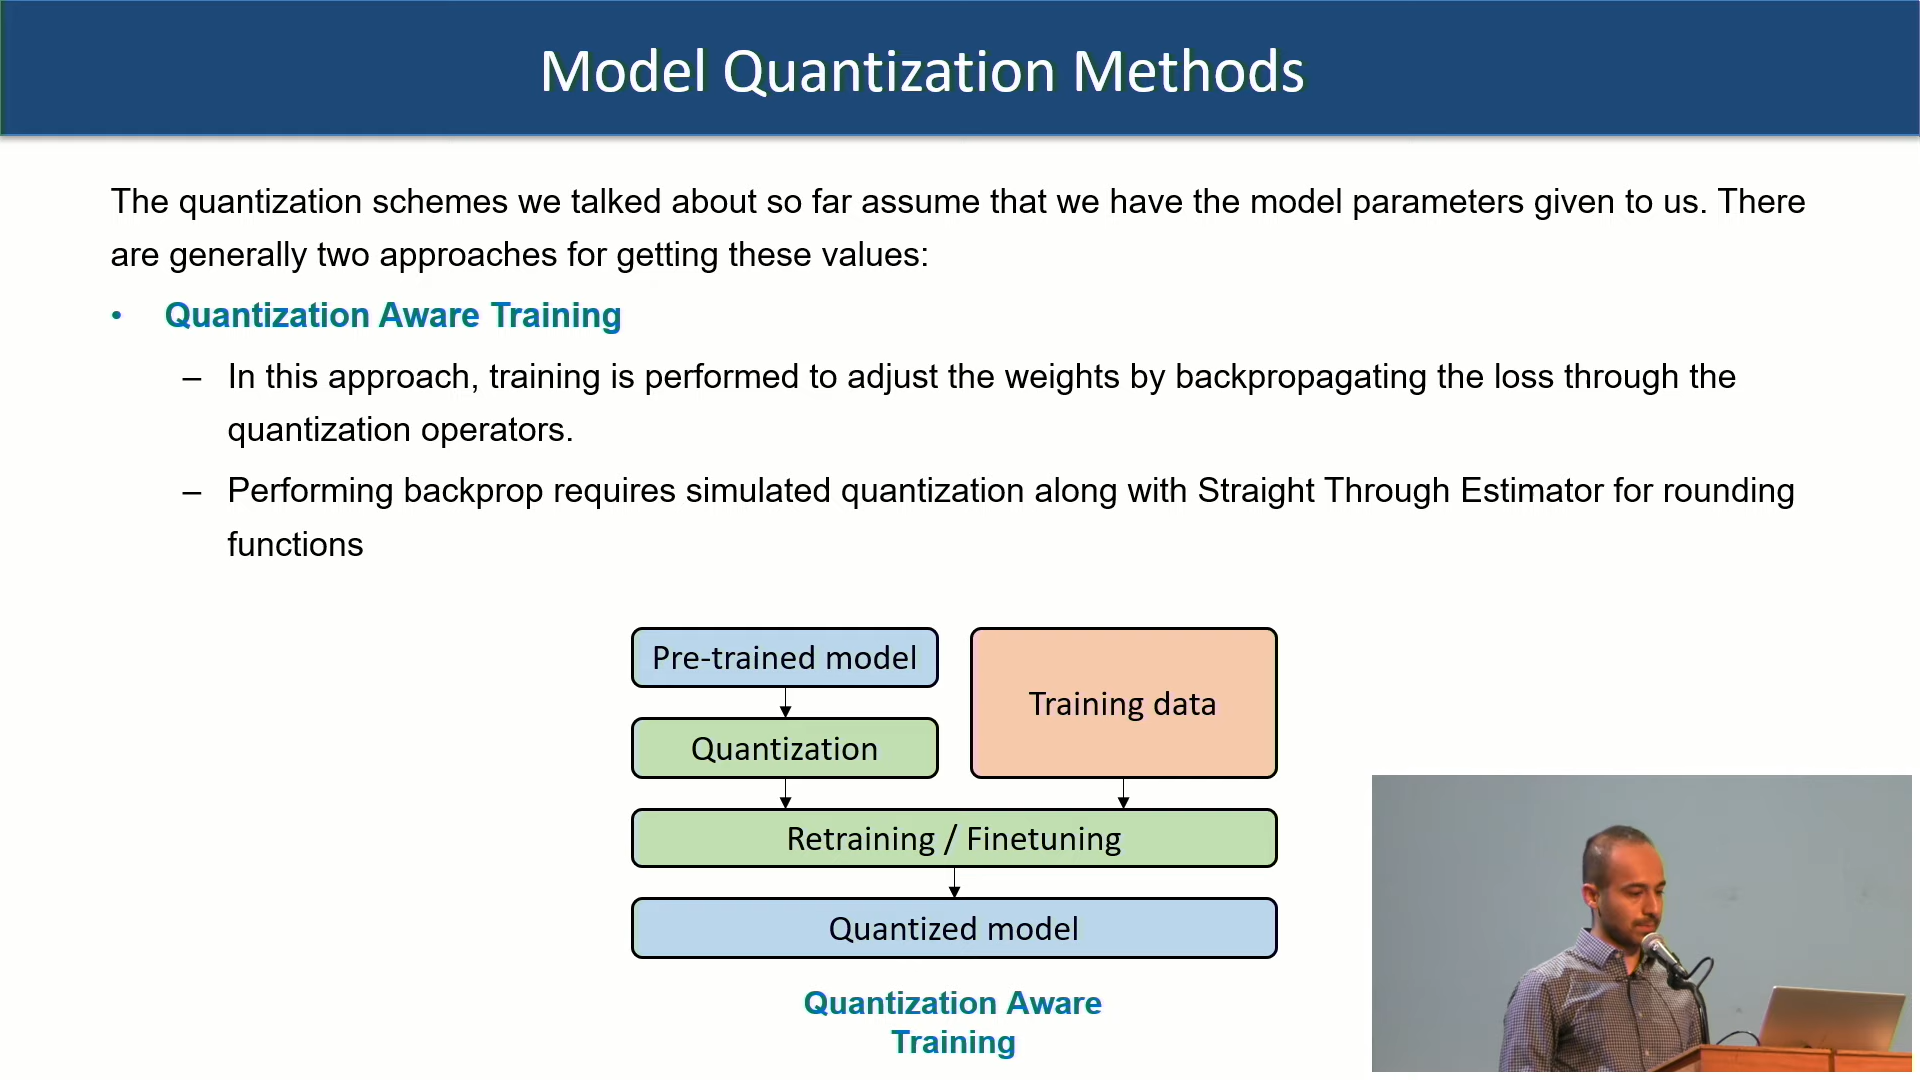 Model Quantization Methods
The quantization schemes we talked about so far assume that we have the model parameters given to us. There
are generally two approaches for getting these values:
• Quantization Aware Training
– In this approach, training is performed to adjust the weights by backpropagating the loss through the
quantization operators.
– Performing backprop requires simulated quantization along with Straight Through Estimator for rounding
functions
Pre-trained model
Training data
Quantization
Retraining / Finetuning
Quantized model
Quantization Aware
Training